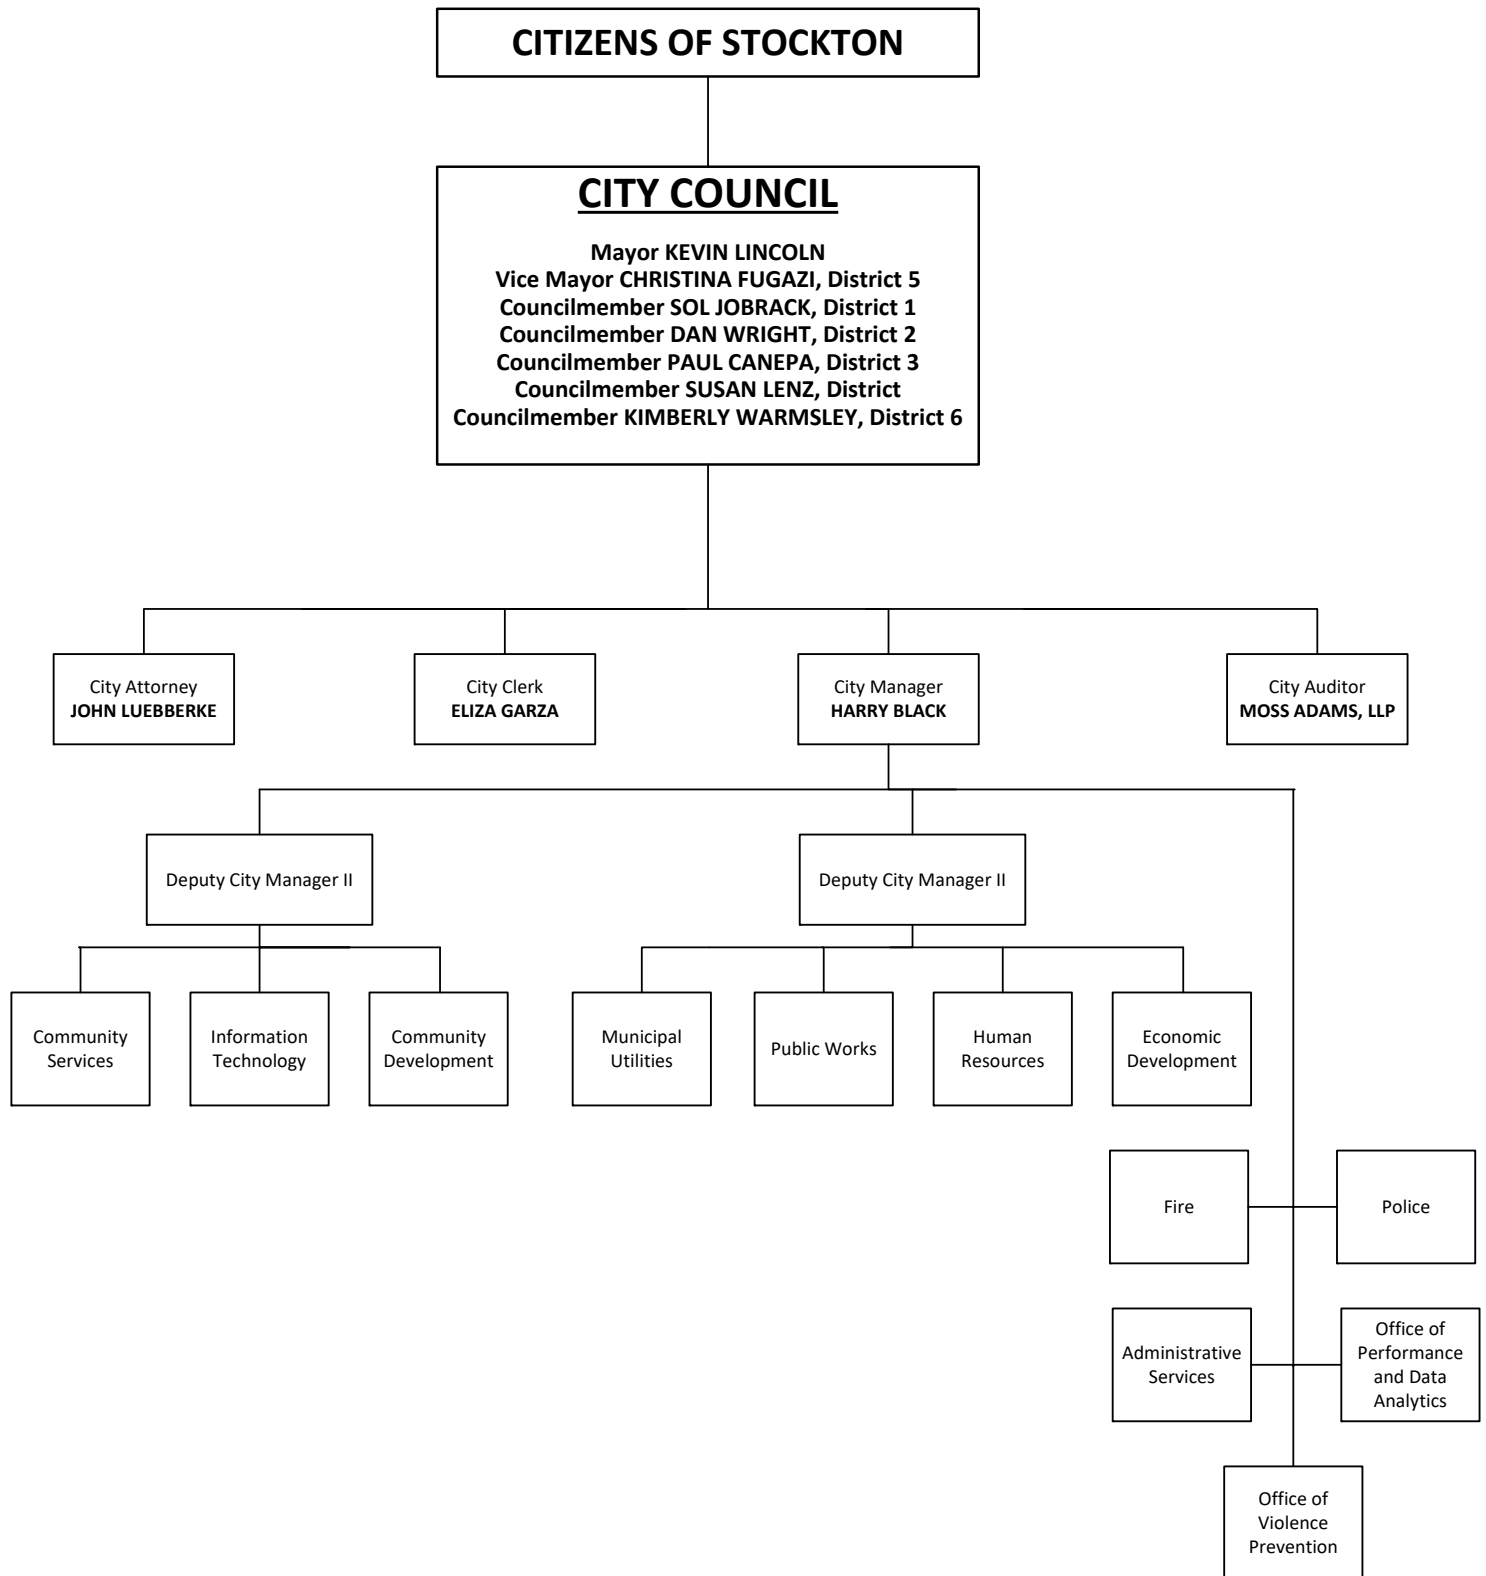 CITIZENS OF STOCKTON
CITY COUNCIL
Mayor KEVIN LINCOLN
Vice Mayor CHRISTINA FUGAZI, District 5
Councilmember SOL JOBRACK, District 1
Councilmember DAN WRIGHT, District 2
Councilmember PAUL CANEPA, District 3
Councilmember SUSAN LENZ, District
Councilmember KIMBERLY WARMSLEY, District 6
City Attorney
JOHN LUEBBERKE
City Clerk
ELIZA GARZA
City Manager
HARRY BLACK
City Auditor
MOSS ADAMS, LLP
Deputy City Manager II
Deputy City Manager II
Community
Services
Information
Technology
Community
Development
Municipal
Utilities
Public Works
Human
Resources
Economic
Development
Fire
Police
Administrative
Services
Office of
Performance
and Data
Analytics
Office of
Violence
Prevention